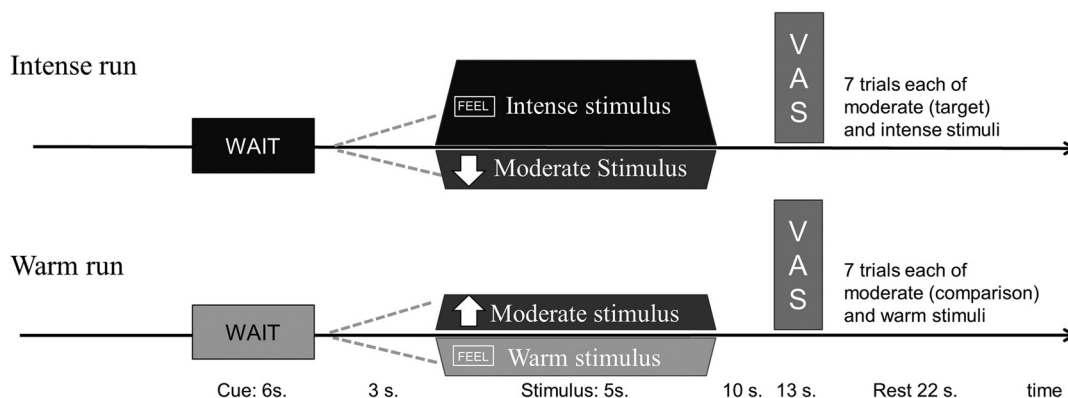 Intense run
WAIT
FEEL Intense stimulus
Moderate Stimulus
V
A
S
7 trials each of
moderate (target)
and intense stimuli
Warm run
WAIT
Moderate stimulus
FEEL Warm stimulus
V
A
S
7 trials each of
moderate (comparison)
and warm stimuli
Cue: 6s. 3 s. Stimulus: 5s. 10 s. 13 s. Rest 22 s. time